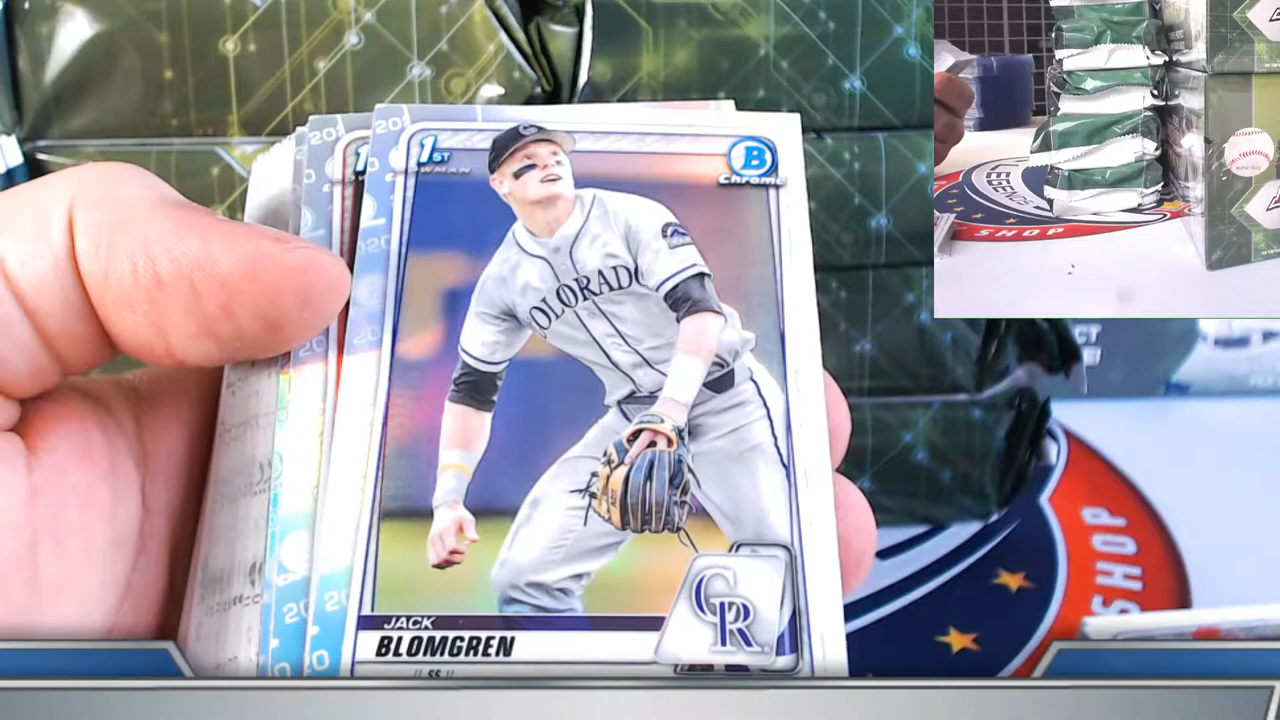 1ST
BOWMAN
B
Chrome
COLORADO
CR
JACK
BLOMGREN
SS
SHOP
LEGENDS
SHOP